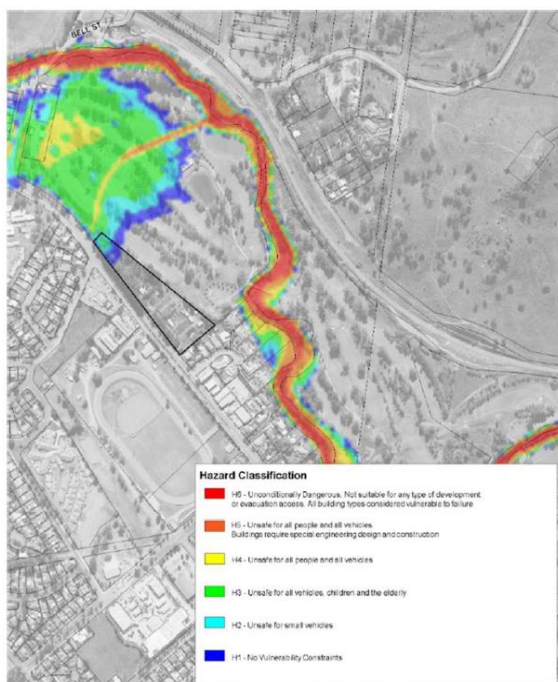 BELL ST
Hazard Classification
H6 - Unconditionally Dangerous. Not suitable for any type of development
or evacuation access. All building types considered vulnerable to failure
H5 - Unsafe for all people and all vehicles.
Buildings require special engineering design and construction
H4 - Unsafe for all people and all vehicles
H3 - Unsafe for all vehicles, children and the elderly
H2 - Unsafe for small vehicles
H1 - No Vulnerability Constraints